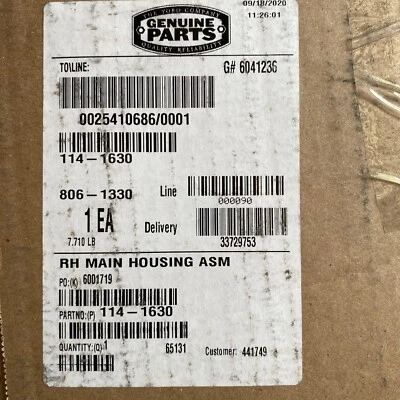 THE TORO COMPANY
GENUINE
PARTS
QUALITY RELIABILITY
09/18/2020
11:26:01
TO\LINE:
G# 6041236
0025410686/0001
114-1630
806-1330
Line
000090
1 EA
Delivery
7.710 LB
33729753
RH MAIN HOUSING ASM
PO:(K) 6001719
PARTNO:(P) 114-1630
QUANTITY:(Q) 1
65131
Customer: 441749